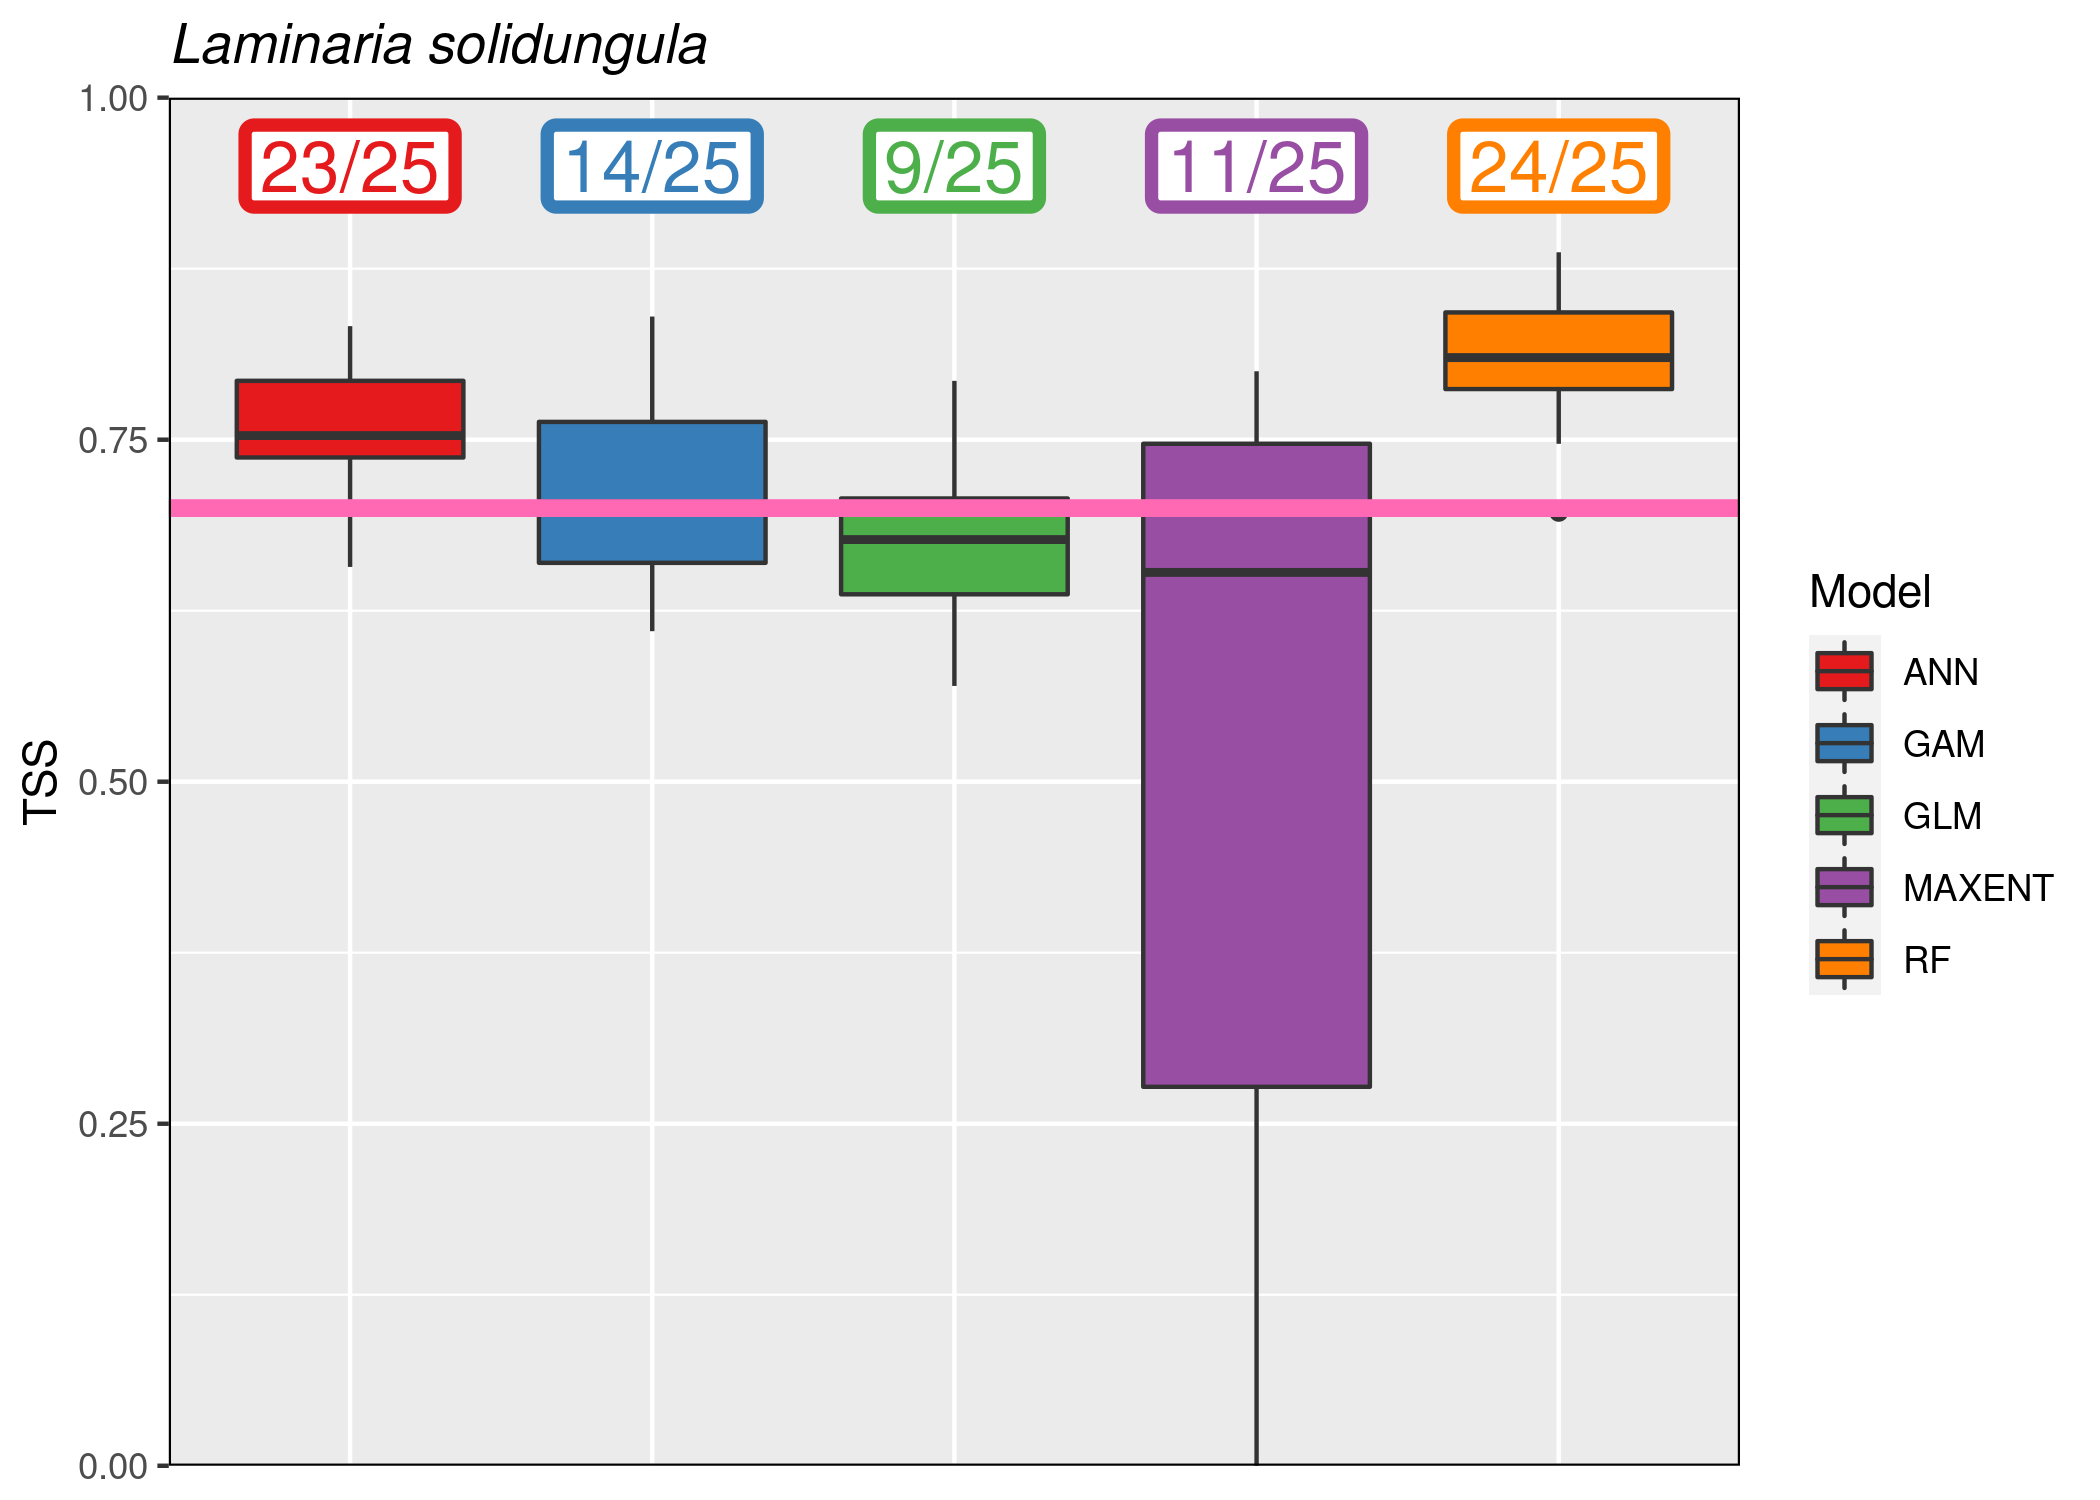 Laminaria solidungula
1.00
23/25 14/25 9/25 11/25 24/25
0.75
0.50
0.25
0.00
TSS
Model
ANN
GAM
GLM
MAXENT
RF